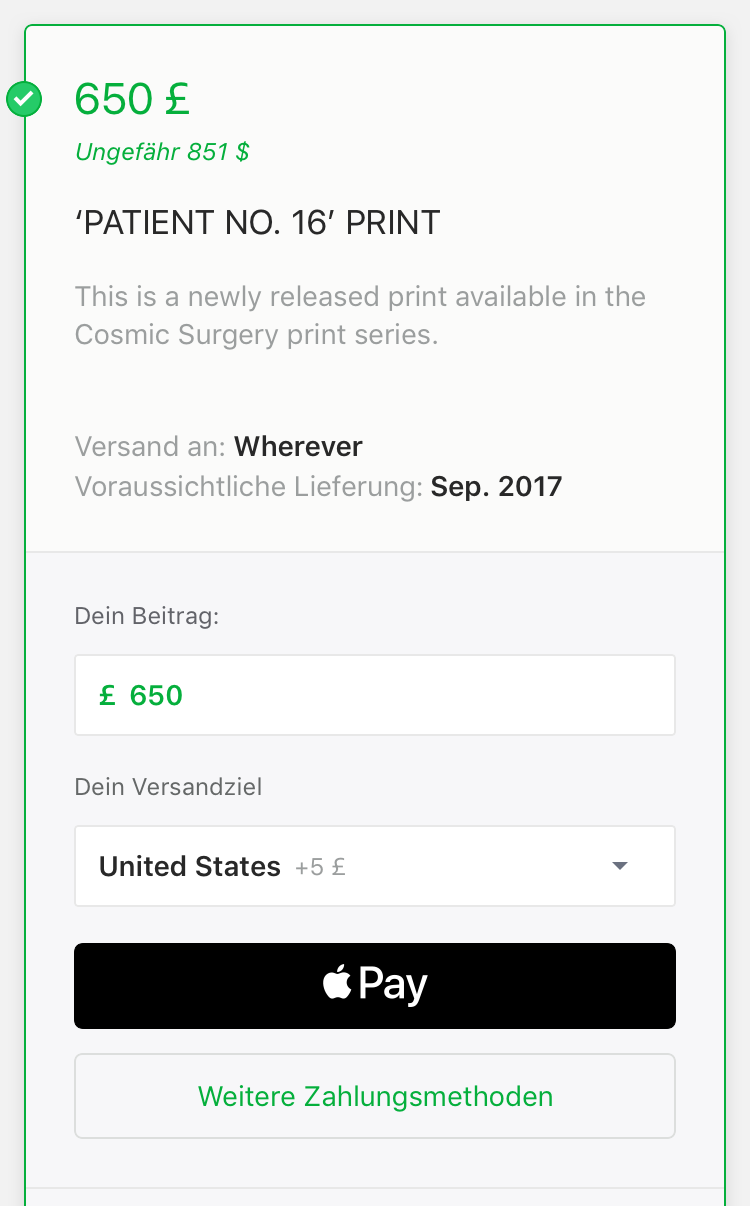 650 £
Ungefähr 851 $
‘PATIENT NO. 16’ PRINT
This is a newly released print available in the
Cosmic Surgery print series.
Versand an: Wherever
Voraussichtliche Lieferung: Sep. 2017
Dein Beitrag:
£ 650
Dein Versandziel
United States +5 £
Pay
Weitere Zahlungsmethoden